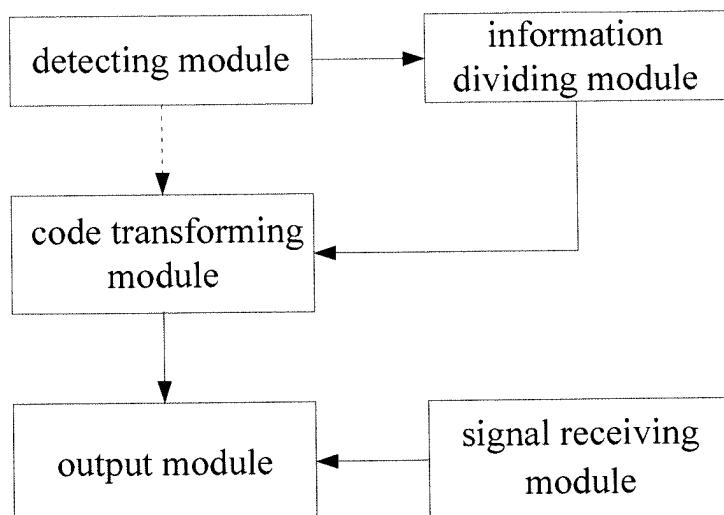 detecting module
information
dividing module
code transforming
module
output module
signal receiving
module